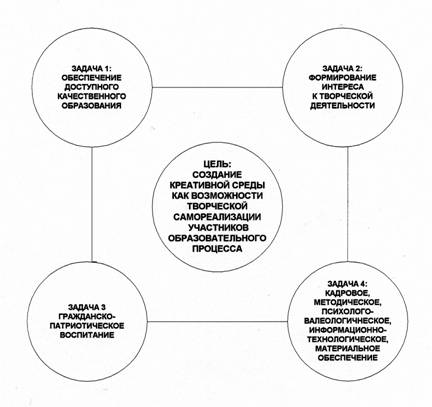 ЗАДАЧА 1:
ОБЕСПЕЧЕНИЕ
ДОСТУПНОГО
КАЧЕСТВЕННОГО
ОБРАЗОВАНИЯ
ЗАДАЧА 2:
ФОРМИРОВАНИЕ
ИНТЕРЕСА
К ТВОРЧЕСКОЙ
ДЕЯТЕЛЬНОСТИ
ЦЕЛЬ:
СОЗДАНИЕ
КРЕАТИВНОЙ СРЕДЫ
КАК ВОЗМОЖНОСТИ
ТВОРЧЕСКОЙ
САМОРЕАЛИЗАЦИИ
УЧАСТНИКОВ
ОБРАЗОВАТЕЛЬНОГО
ПРОЦЕССА
ЗАДАЧА 3
ГРАЖДАНСКО-
ПАТРИОТИЧЕСКОЕ
ВОСПИТАНИЕ
ЗАДАЧА 4:
КАДРОВОЕ,
МЕТОДИЧЕСКОЕ,
ПСИХОЛОГО-
ВАЛЕОЛОГИЧНЕСКОЕ,
ИНФОРМАЦИОННО-
ТЕХНОЛОГИЧЕСКОЕ,
МАТЕРИАЛЬНОЕ
ОБЕСПЕЧЕНИЕ